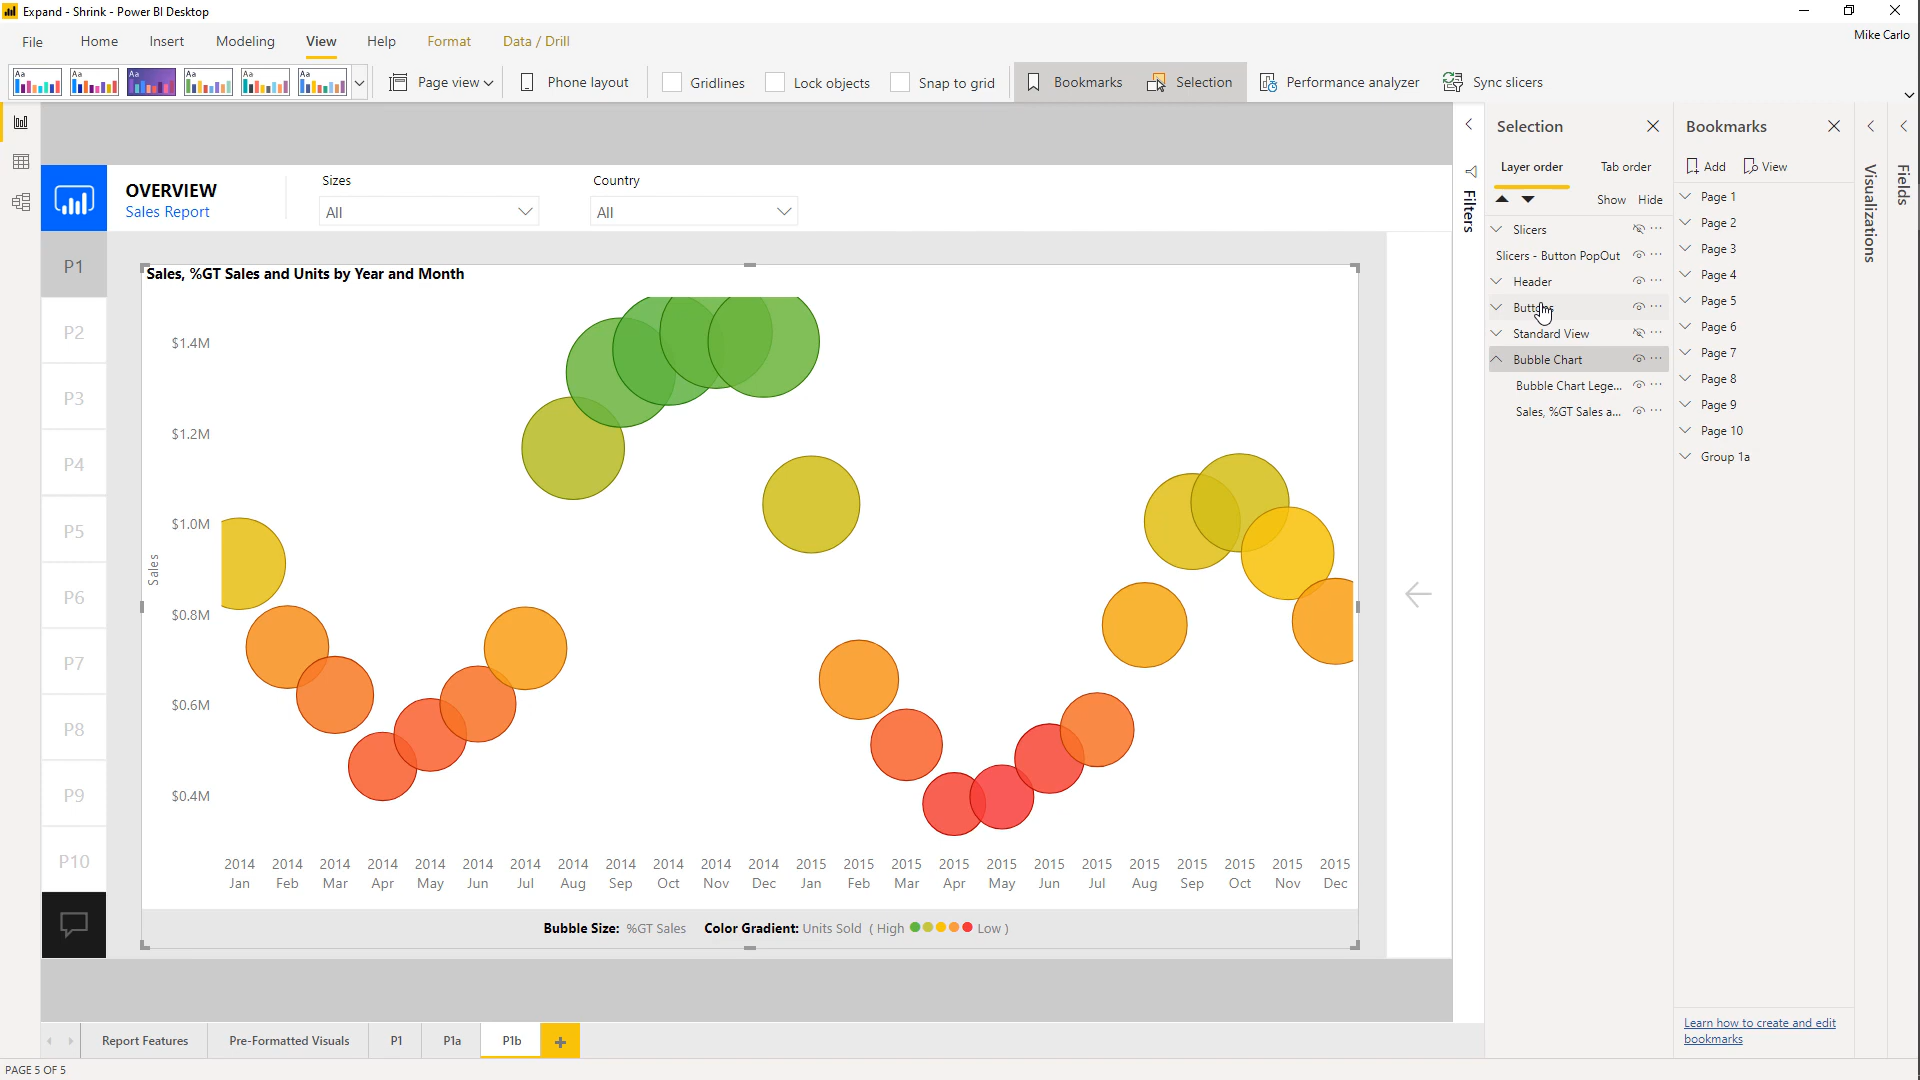 Expand - Shrink - Power BI Desktop
File Home Insert Modeling View Help Format Data / Drill
Mike Carlo
Aa Aa Aa Aa Aa Aa
Page view Phone layout Gridlines Lock objects Snap to grid Bookmarks Selection Performance analyzer Sync slicers
OVERVIEW
Sales Report
Sizes
All
Country
All
P1
P2
P3
P4
P5
P6
P7
P8
P9
P10
Sales, %GT Sales and Units by Year and Month
Sales
$1.4M
$1.2M
$1.0M
$0.8M
$0.6M
$0.4M
2014 2014 2014 2014 2014 2014 2014 2014 2014 2014 2014 2014 2015 2015 2015 2015 2015 2015 2015 2015 2015 2015 2015 2015
Jan Feb Mar Apr May Jun Jul Aug Sep Oct Nov Dec Jan Feb Mar Apr May Jun Jul Aug Sep Oct Nov Dec
Bubble Size: %GT Sales Color Gradient: Units Sold ( High Low )
Filters
Selection
Layer order Tab order
Show Hide
Slicers
Slicers - Button PopOut
Header
Buttons
Standard View
Bubble Chart
Bubble Chart Lege...
Sales, %GT Sales a...
Bookmarks
Add View
Page 1
Page 2
Page 3
Page 4
Page 5
Page 6
Page 7
Page 8
Page 9
Page 10
Group 1a
Learn how to create and edit
bookmarks
Visualizations
Fields
Report Features Pre-Formatted Visuals P1 P1a P1b
PAGE 5 OF 5